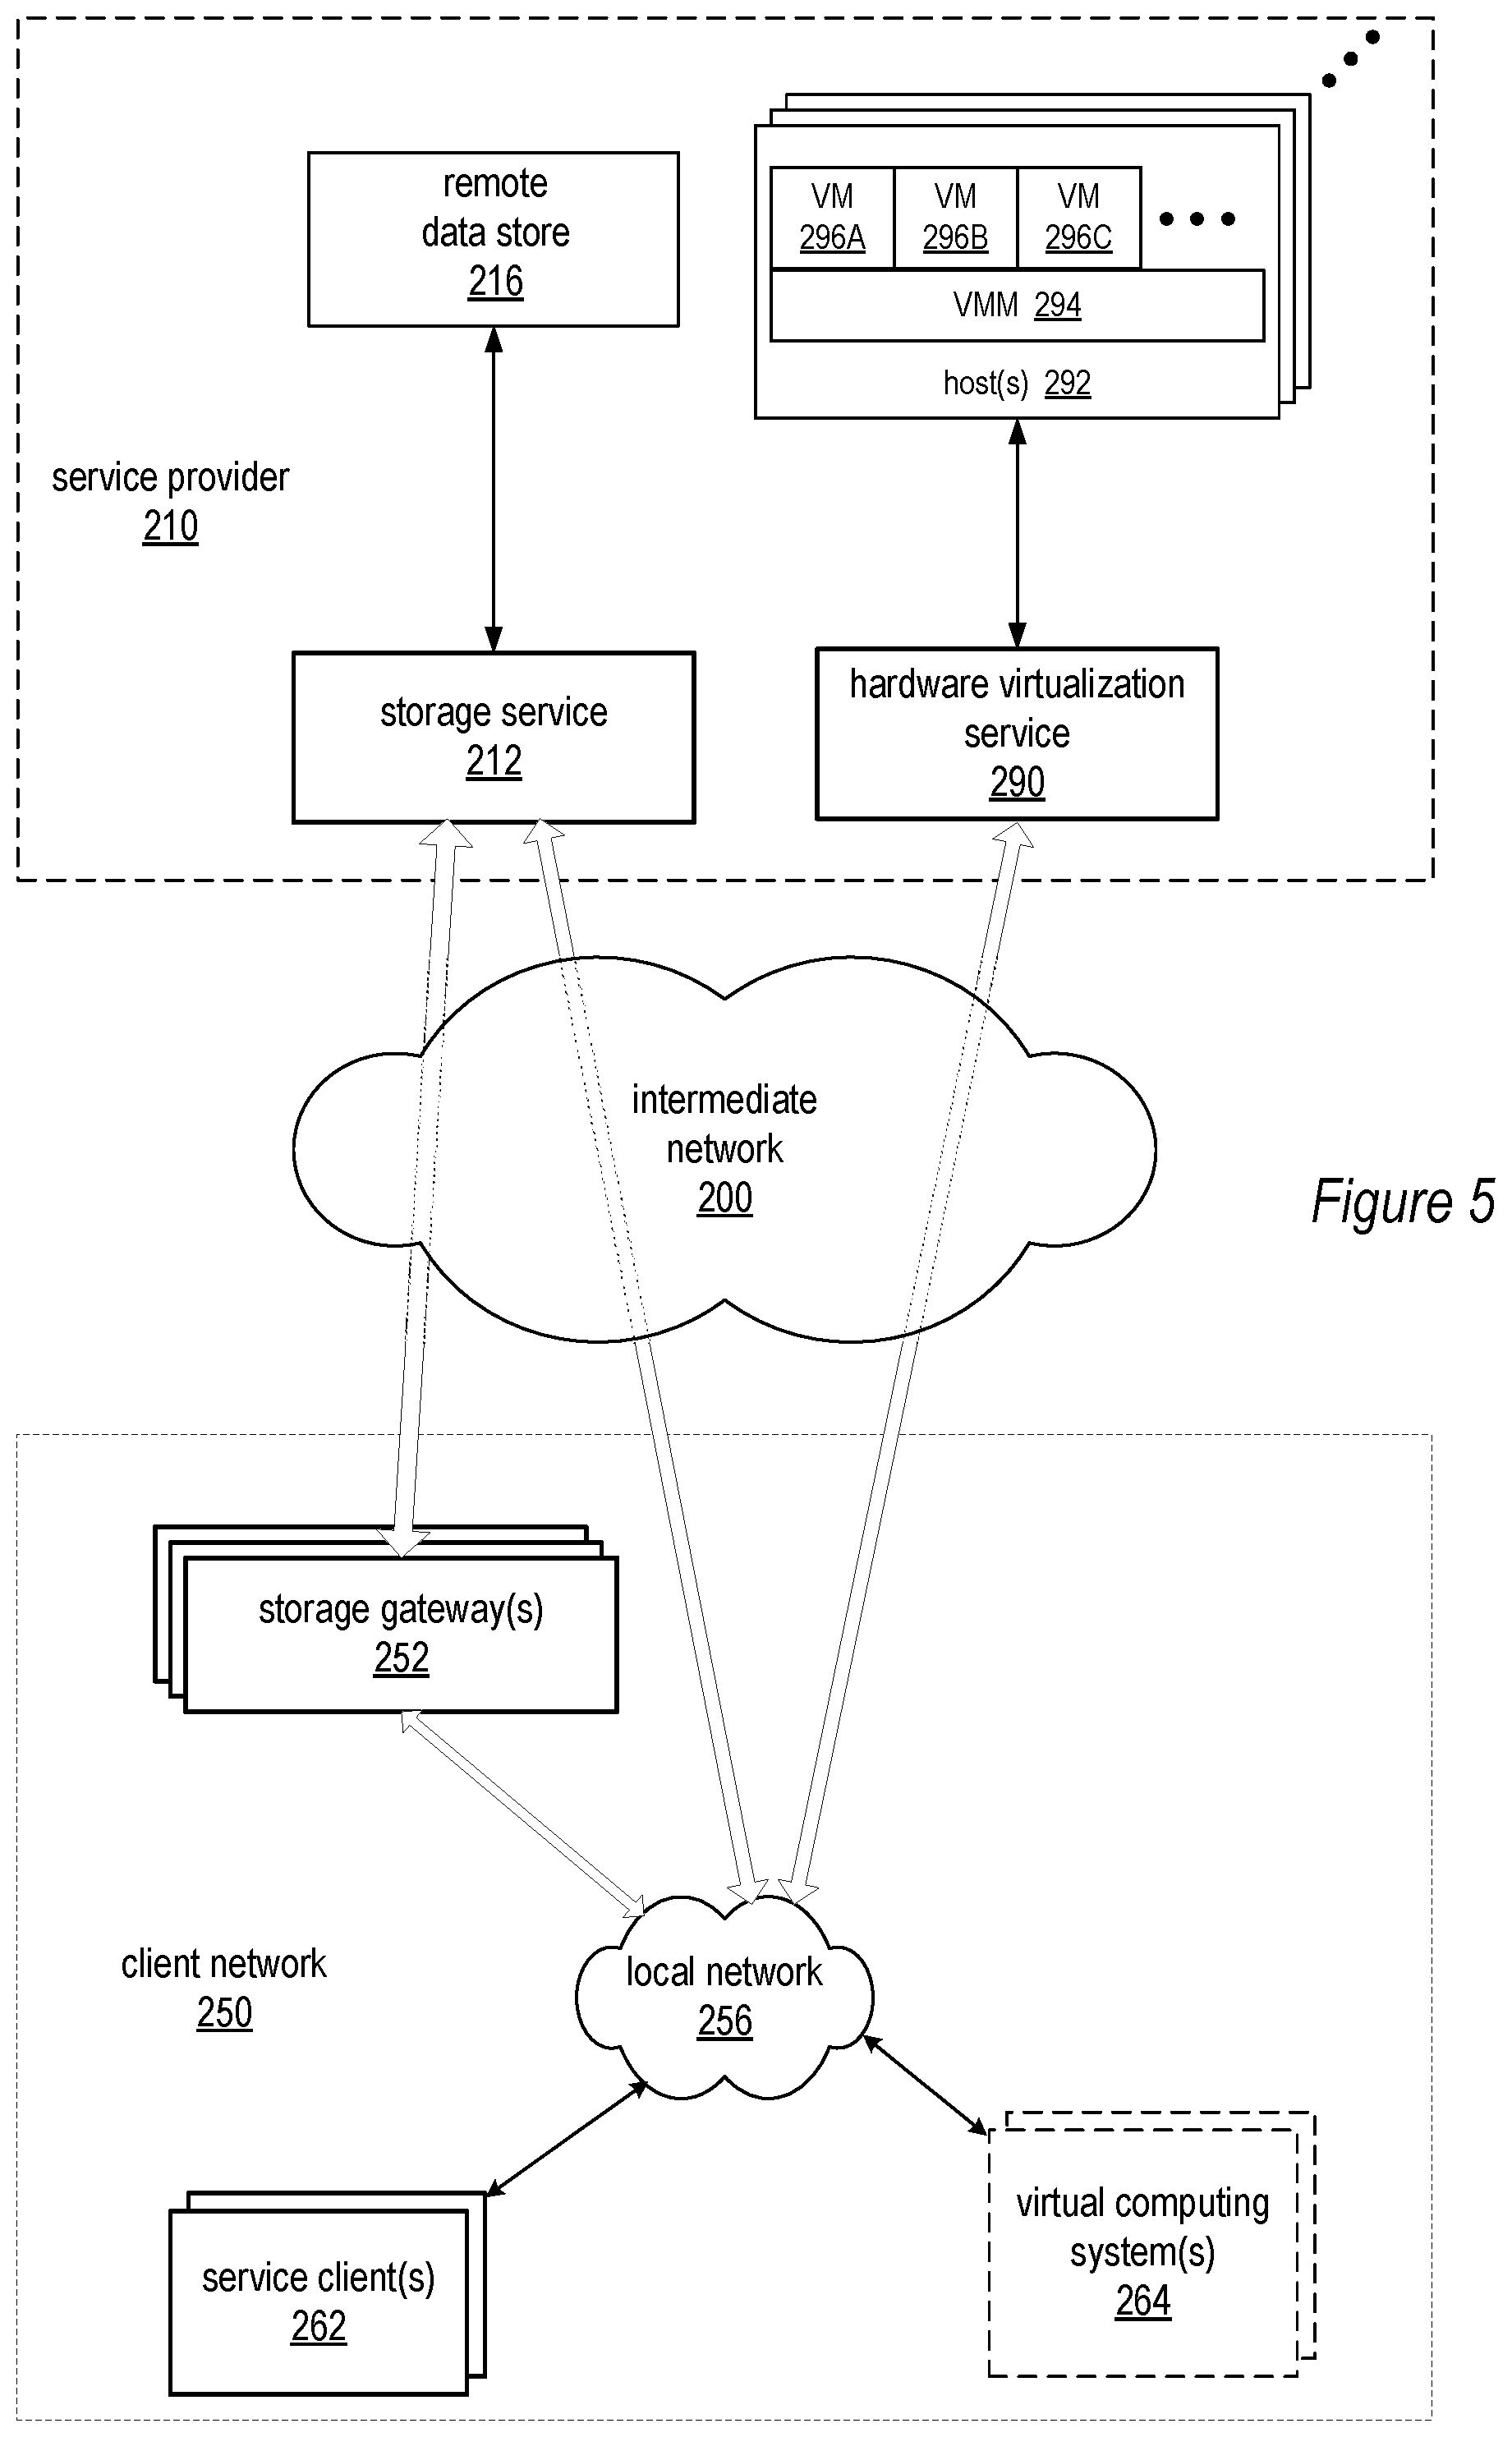 remote
data store
216
VM
296A
VM
296B
VM
296C
VMM 294
host(s) 292
service provider
210
storage service
212
hardware virtualization
service
290
intermediate
network
200
Figure 5
storage gateway(s)
252
client network
250
local network
256
service client(s)
262
virtual computing
system(s)
264